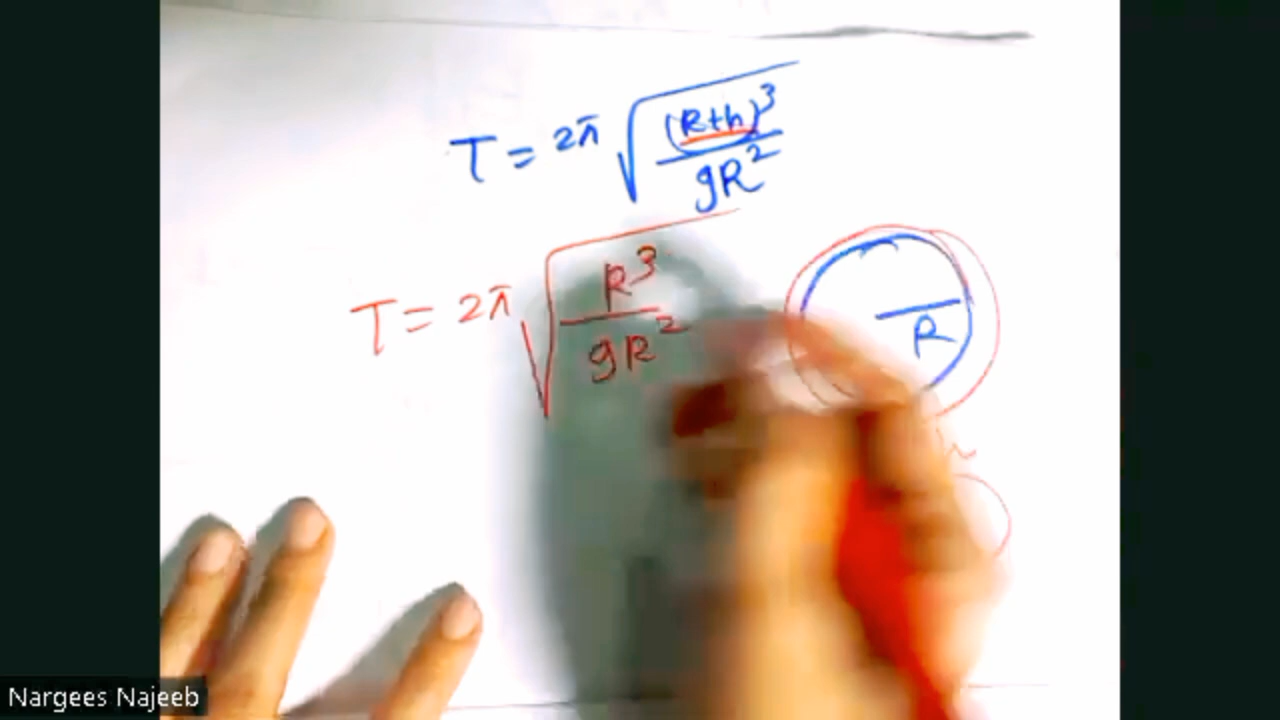 T = 2π √((R+h)³ / gR²)
T = 2π √(R³ / gR²)
R
h
Nargees Najeeb